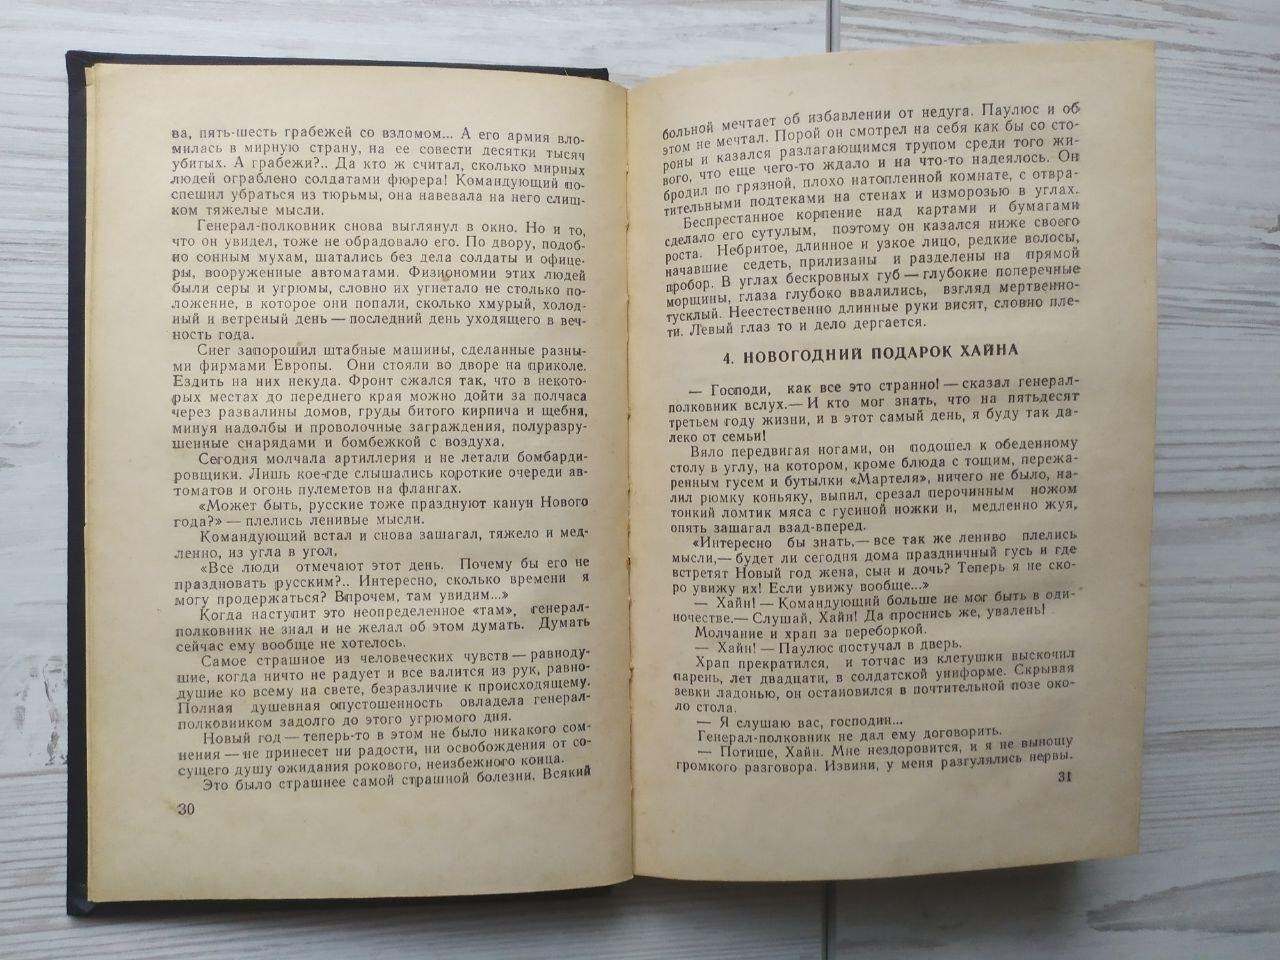 ва, пять-шесть грабежей со взломом... А его армия вло-
милась в мирную страну, на ее совести десятки тысяч
убитых. А грабежи?.. Да кто ж считал, сколько мирных
людей ограблено солдатами фюрера! Командующий по-
спешил убраться из тюрьмы, она навевала на него слиш-
ком тяжелые мысли.
Генерал-полковник снова выглянул в окно. Но и то,
что он увидел, тоже не обрадовало его. По двору, подоб-
но сонным мухам, шатались без дела солдаты и офице-
ры, вооруженные автоматами. Физиономии этих людей
были серы и угрюмы, словно их угнетало не столько по-
ложение, в которое они попали, сколько хмурый, холод-
ный и ветреный день — последний день уходящего в веч-
ность года.
Снег запорошил штабные машины, сделанные разны-
ми фирмами Европы. Они стояли во дворе на приколе.
Ездить на них некуда. Фронт сжался так, что в некото-
рых местах до переднего края можно дойти за полчаса
через развалины домов, груды битого кирпича и щебня,
минуя надолбы и проволочные заграждения, полуразру-
шенные снарядами и бомбежкой с воздуха.
Сегодня молчала артиллерия и не летали бомбарди-
ровщики. Лишь кое-где слышались короткие очереди ав-
томатов и огонь пулеметов на флангах.
«Может быть, русские тоже празднуют канун Нового
года?» — плелись ленивые мысли.
Командующий встал и снова зашагал, тяжело и мед-
ленно, из угла в угол,
«Все люди отмечают этот день. Почему бы его не
праздновать русским?.. Интересно, сколько времени я
могу продержаться? Впрочем, там увидим...»
Когда наступит это неопределенное «там», генерал-
полковник не знал и не желал об этом думать. Думать
сейчас ему вообще не хотелось.
Самое страшное из человеческих чувств — равноду-
шие, когда ничто не радует и все валится из рук, равно-
душие ко всему на свете, безразличие к происходящему.
Полная душевная опустошенность овладела генерал-
полковником задолго до этого угрюмого дня.
Новый год — теперь-то в этом не было никакого сом-
нения — не принесет ни радости, ни освобождения от со-
сущего душу ожидания рокового, неизбежного конца.
Это было страшнее самой страшной болезни. Всякий
30
больной мечтает об избавлении от недуга. Паулюс и об
этом не мечтал. Порой он смотрел на себя как бы со сто-
роны и казался разлагающимся трупом среди того жи-
вого, что еще чего-то ждало и на что-то надеялось. Он
бродил по грязной, плохо натопленной комнате, с отвра-
тительными подтеками на стенах и изморозью в углах.
Беспрестанное корпение над картами и бумагами
сделало его сутулым, поэтому он казался ниже своего
роста. Небритое, длинное и узкое лицо, редкие волосы,
начавшие седеть, прилизаны и разделены на прямой
пробор. В углах бескровных губ — глубокие поперечные
морщины, глаза глубоко ввалились, взгляд мертвенно-
тусклый. Неестественно длинные руки висят, словно пле-
ти. Левый глаз то и дело дергается.
4. НОВОГОДНИЙ ПОДАРОК ХАЙНА
— Господи, как все это странно! — сказал генерал-
полковник вслух.— И кто мог знать, что на пятьдесят
третьем году жизни, и в этот самый день, я буду так да-
леко от семьи!
Вяло передвигая ногами, он подошел к обеденному
столу в углу, на котором, кроме блюда с тощим, пережа-
ренным гусем и бутылки «Мартеля», ничего не было, на-
лил рюмку коньяку, выпил, срезал перочинным ножом
тонкий ломтик мяса с гусиной ножки и, медленно жуя,
опять зашагал взад-вперед.
«Интересно бы знать,— все так же лениво плелись
мысли,— будет ли сегодня дома праздничный гусь и где
встретят Новый год жена, сын и дочь? Теперь я не ско-
ро увижу их! Если увижу вообще...»
— Хайн! — Командующий больше не мог быть в оди-
ночестве.— Слушай, Хайн! Да проснись же, увалень!
Молчание и храп за переборкой.
— Хайн! — Паулюс постучал в дверь.
Храп прекратился, и тотчас из клетушки выскочил
парень, лет двадцати, в солдатской униформе. Скрывая
зевки ладонью, он остановился в почтительной позе око-
ло стола.
— Я слушаю вас, господин...
Генерал-полковник не дал ему договорить.
— Потише, Хайн. Мне нездоровится, и я не выношу
громкого разговора. Извини, у меня разгулялись нервы.
31